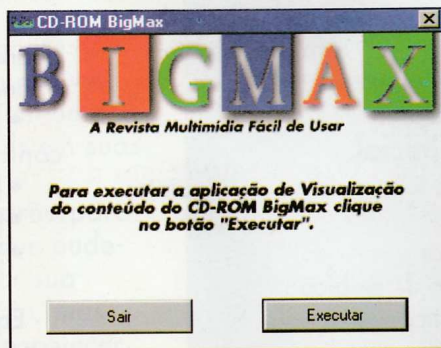 CD-ROM BigMax
BIGMAX
A Revista Multimídia Fácil de Usar
Para executar a aplicação de Visualização
do conteúdo do CD-ROM BigMax clique
no botão "Executar".
Sair Executar